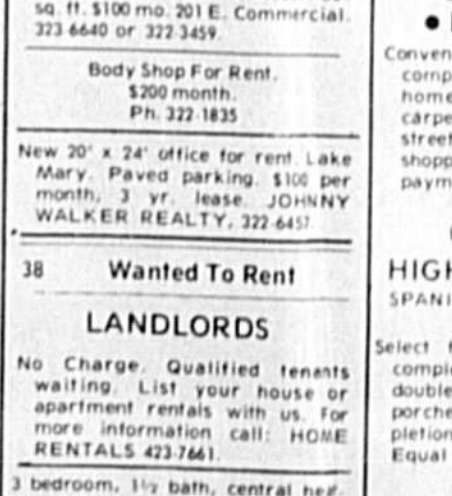 sq. ft. $100 mo. 201 E. Commercial.
323-6640 or 322-3459.
Body Shop For Rent.
$200 month.
Ph. 322-1835
New 20' x 24' office for rent. Lake
Mary. Paved parking. $100 per
month, 3 yr. lease. JOHNNY
WALKER REALTY, 322-6457.
38 Wanted To Rent
LANDLORDS
No Charge. Qualified tenants
waiting. List your house or
apartment rentals with us. For
more information call: HOME
RENTALS 423-7661.
3 bedroom, 1½ bath, central
Conven
comp
home
carpe
street
shopp
paym
HIGH
SPANI
Select
comple
double
porche
pletion
Equal